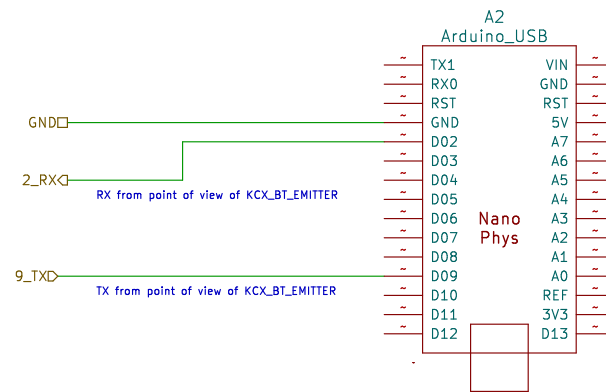 A2
Arduino_USB
TX1 VIN
RX0 GND
RST RST
GND GND 5V
D02 A7
D03 A6
2_RX D04 A5
RX from point of view of KCX_BT_EMITTER D05 A4
D06 A3
Nano
D07 A2
Phys
D08 A1
9_TX D09 A0
TX from point of view of KCX_BT_EMITTER D10 REF
D11 3V3
D12 D13